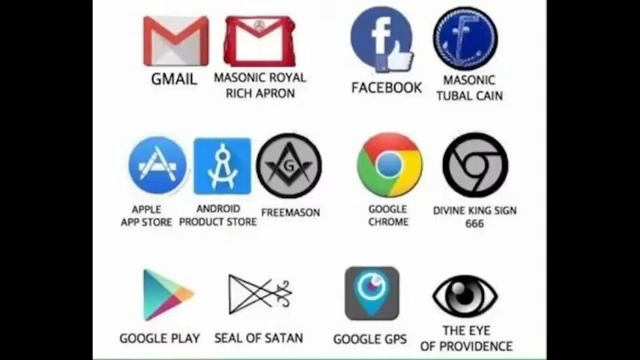 GMAIL
MASONIC ROYAL
RICH APRON
FACEBOOK
MASONIC
TUBAL CAIN
APPLE
APP STORE
ANDROID
PRODUCT STORE
G
FREEMASON
GOOGLE
CHROME
DIVINE KING SIGN
666
GOOGLE PLAY
SEAL OF SATAN
GOOGLE GPS
THE EYE
OF PROVIDENCE